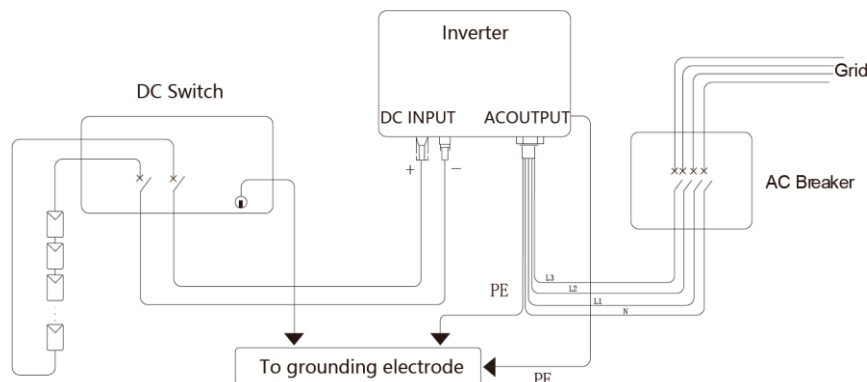 Inverter
Grid
DC Switch
DC INPUT
ACOUTPUT
+
−
AC Breaker
L3
PE
L2
L1
N
To grounding electrode
PE